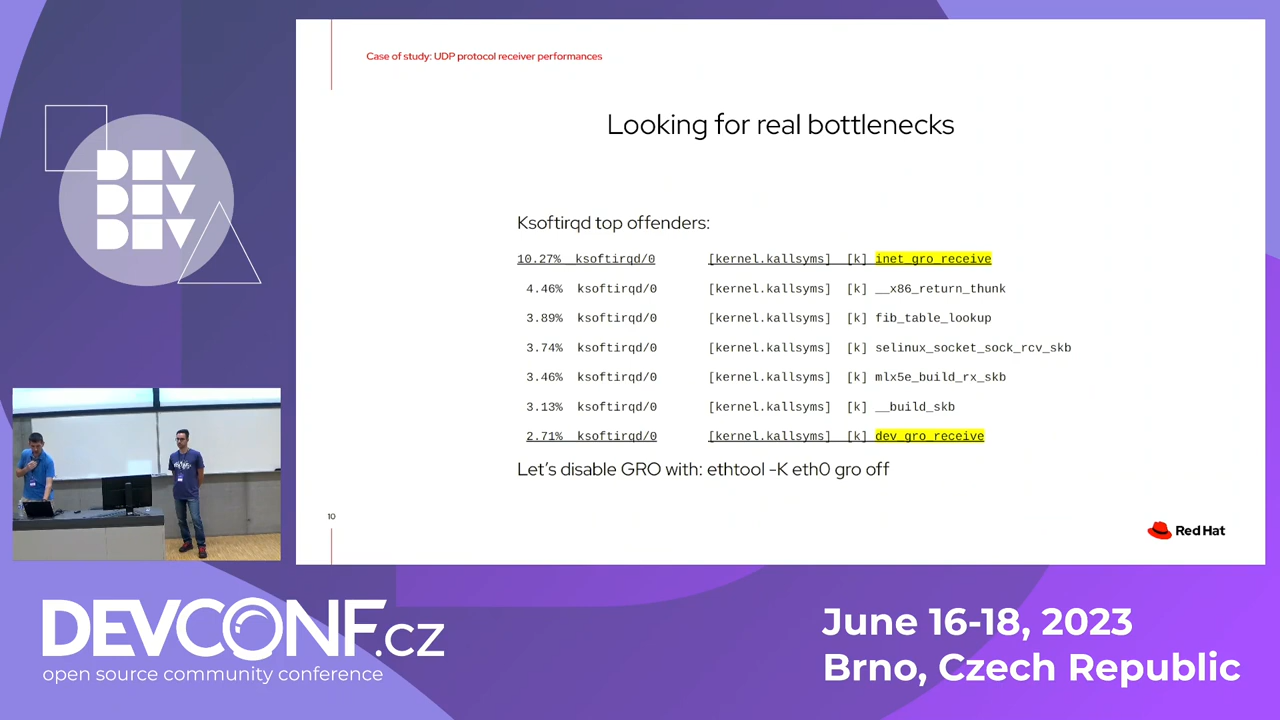 Case of study: UDP protocol receiver performances
Looking for real bottlenecks
Ksoftirqd top offenders:
10.27% ksoftirqd/0 [kernel.kallsyms] [k] inet_gro_receive
4.46% ksoftirqd/0 [kernel.kallsyms] [k] __x86_return_thunk
3.89% ksoftirqd/0 [kernel.kallsyms] [k] fib_table_lookup
3.74% ksoftirqd/0 [kernel.kallsyms] [k] selinux_socket_sock_rcv_skb
3.46% ksoftirqd/0 [kernel.kallsyms] [k] mlx5e_build_rx_skb
3.13% ksoftirqd/0 [kernel.kallsyms] [k] __build_skb
2.71% ksoftirqd/0 [kernel.kallsyms] [k] dev_gro_receive
Let's disable GRO with: ethtool -K eth0 gro off
10
Red Hat
DEV
DEV
DEV
DEVCONF.cz
open source community conference
June 16-18, 2023
Brno, Czech Republic